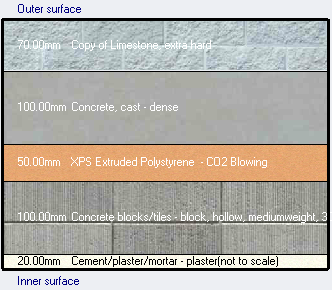 Outer surface
70.00mm Copy of Limestone, extra hard
100.00mm Concrete, cast - dense
50.00mm XPS Extruded Polystyrene - CO2 Blowing
100.00mm Concrete blocks/tiles - block, hollow, mediumweight, 3
20.00mm Cement/plaster/mortar - plaster(not to scale)
Inner surface